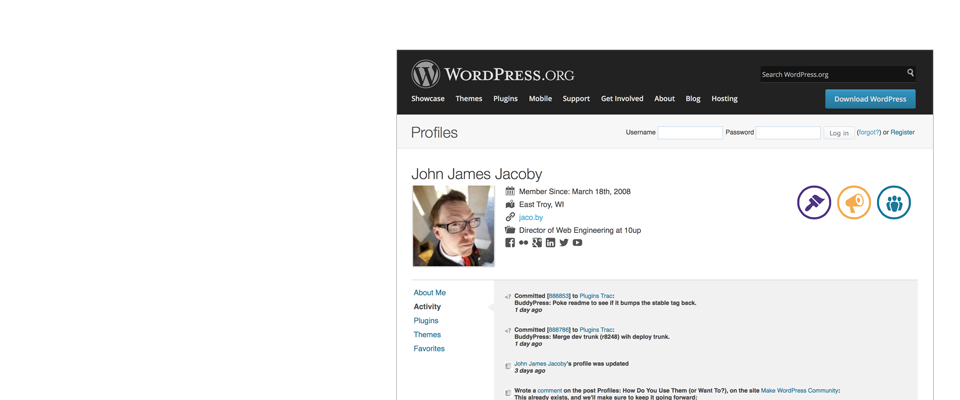 WORDPRESS.ORG
Search WordPress.org
Showcase Themes Plugins Mobile Support Get Involved About Blog Hosting
Download WordPress
Profiles
Username Password Log in (forgot?) or Register
John James Jacoby
Member Since: March 18th, 2008
East Troy, WI
jaco.by
Director of Web Engineering at 10up
About Me
Activity
Plugins
Themes
Favorites
Committed [888853] to Plugins Trac:
BuddyPress: Poke readme to see if it bumps the stable tag back.
1 day ago
Committed [888786] to Plugins Trac:
BuddyPress: Merge dev trunk (r8248) wih deploy trunk.
1 day ago
John James Jacoby's profile was updated
3 days ago
Wrote a comment on the post Profiles: How Do You Use Them (or Want To?), on the site Make WordPress Community:
This already exists, and we'll make sure to keep it going forward: